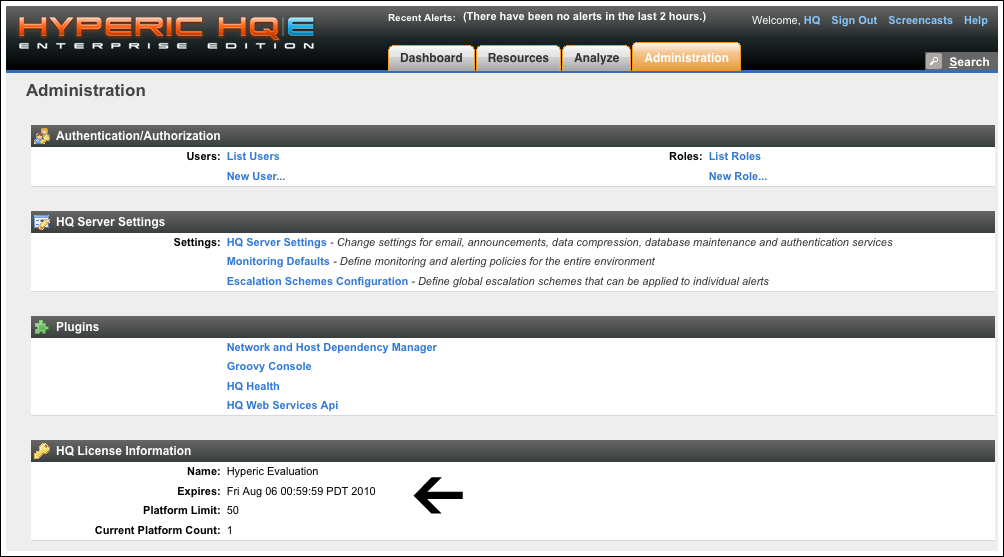 HYPERIC HQ|E
ENTERPRISE EDITION
Recent Alerts: (There have been no alerts in the last 2 hours.)
Welcome, HQ Sign Out Screencasts Help
Dashboard Resources Analyze Administration
Search
Administration
Authentication/Authorization
Users: List Users Roles: List Roles
New User... New Role...
HQ Server Settings
Settings: HQ Server Settings - Change settings for email, announcements, data compression, database maintenance and authentication services
Monitoring Defaults - Define monitoring and alerting policies for the entire environment
Escalation Schemes Configuration - Define global escalation schemes that can be applied to individual alerts
Plugins
Network and Host Dependency Manager
Groovy Console
HQ Health
HQ Web Services Api
HQ License Information
Name: Hyperic Evaluation
Expires: Fri Aug 06 00:59:59 PDT 2010
Platform Limit: 50
Current Platform Count: 1